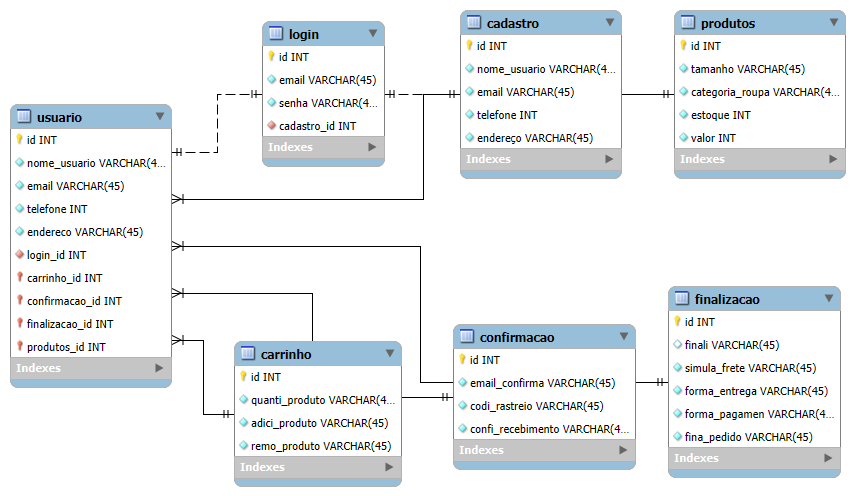 usuario
id INT
nome_usuario VARCHAR(4...
email VARCHAR(45)
telefone INT
endereco VARCHAR(45)
login_id INT
carrinho_id INT
confirmacao_id INT
finalizacao_id INT
produtos_id INT
Indexes
login
id INT
email VARCHAR(45)
senha VARCHAR(4...
cadastro_id INT
Indexes
cadastro
id INT
nome_usuario VARCHAR(4...
email VARCHAR(45)
telefone INT
endereço VARCHAR(45)
Indexes
produtos
id INT
tamanho VARCHAR(45)
categoria_roupa VARCHAR(4...
estoque INT
valor INT
Indexes
carrinho
id INT
quanti_produto VARCHAR(4...
adici_produto VARCHAR(45)
remo_produto VARCHAR(45)
Indexes
confirmacao
id INT
email_confirma VARCHAR(45)
codi_rastreio VARCHAR(45)
confi_recebimento VARCHAR(4...
Indexes
finalizacao
id INT
finali VARCHAR(45)
simula_frete VARCHAR(45)
forma_entrega VARCHAR(45)
forma_pagamen VARCHAR(4...
fina_pedido VARCHAR(45)
Indexes